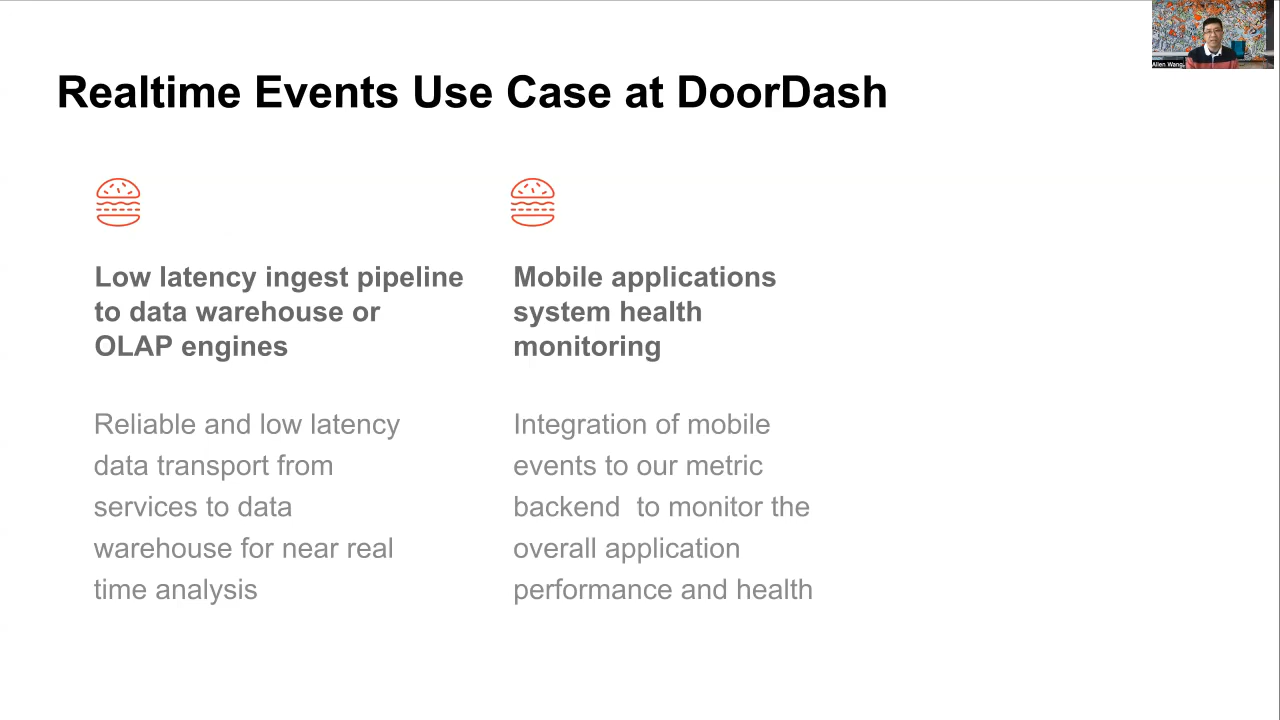 Allen Wang
Realtime Events Use Case at DoorDash
Low latency ingest pipeline
to data warehouse or
OLAP engines
Reliable and low latency
data transport from
services to data
warehouse for near real
time analysis
Mobile applications
system health
monitoring
Integration of mobile
events to our metric
backend  to monitor the
overall application
performance and health